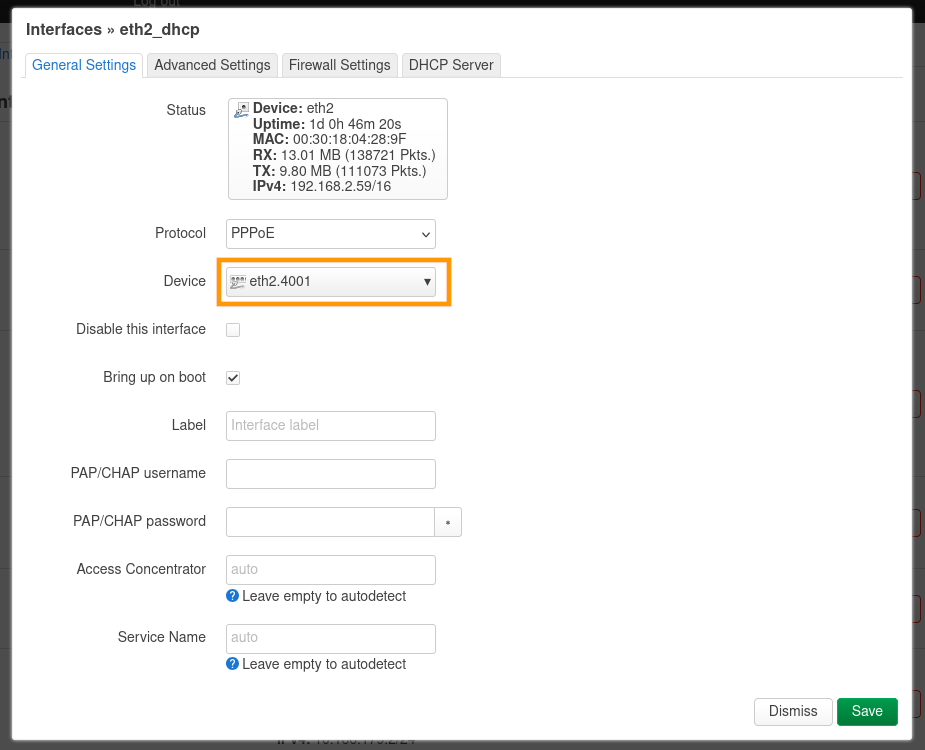 Log out
Interfaces » eth2_dhcp
General Settings
Advanced Settings
Firewall Settings
DHCP Server
Status
Device: eth2
Uptime: 1d 0h 46m 20s
MAC: 00:30:18:04:28:9F
RX: 13.01 MB (138721 Pkts.)
TX: 9.80 MB (111073 Pkts.)
IPv4: 192.168.2.59/16
Protocol
PPPoE
Device
eth2.4001
Disable this interface
Bring up on boot
Label
Interface label
PAP/CHAP username
PAP/CHAP password
*
Access Concentrator
auto
Leave empty to autodetect
Service Name
auto
Leave empty to autodetect
Dismiss
Save